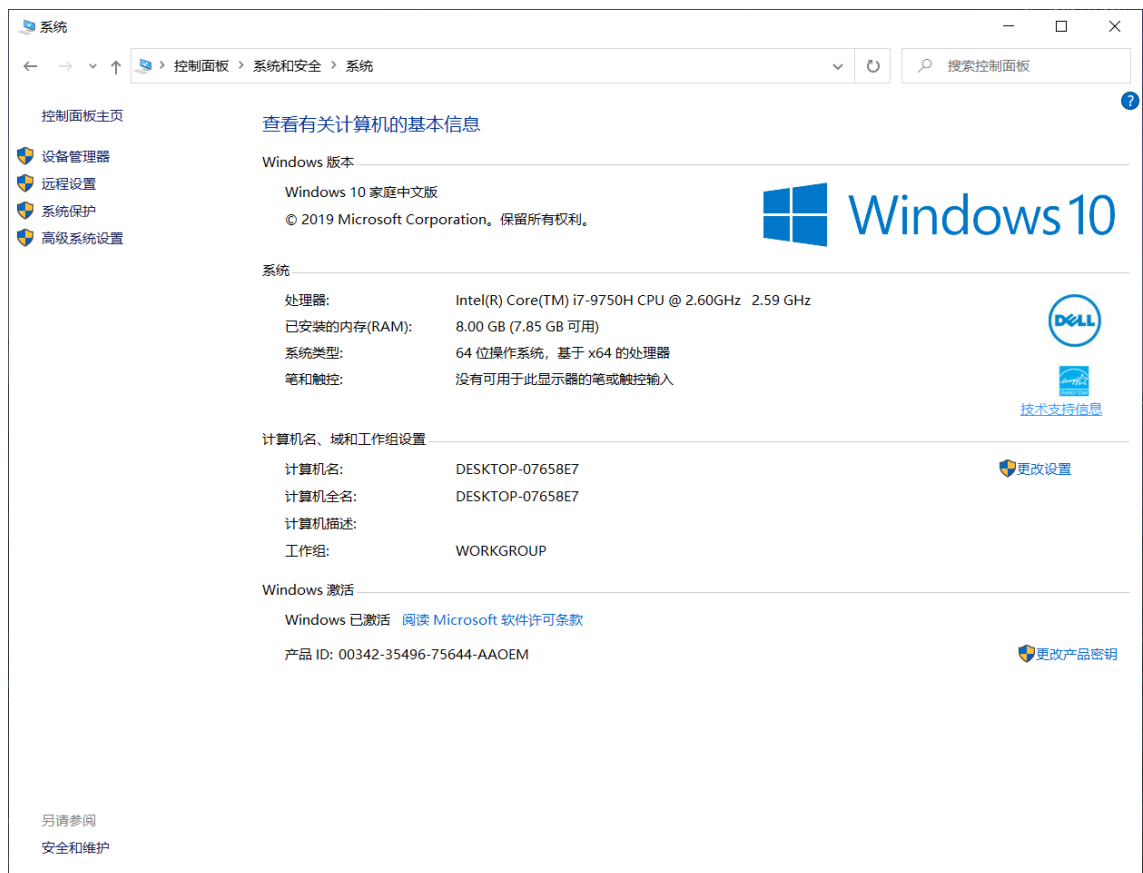 系统
控制面板 系统和安全 系统
搜索控制面板
?
控制面板主页
设备管理器
远程设置
系统保护
高级系统设置
查看有关计算机的基本信息
Windows 版本
Windows 10 家庭中文版
© 2019 Microsoft Corporation。保留所有权利。
Windows 10
系统
处理器: Intel(R) Core(TM) i7-9750H CPU @ 2.60GHz 2.59 GHz
已安装的内存(RAM): 8.00 GB (7.85 GB 可用)
系统类型: 64 位操作系统，基于 x64 的处理器
笔和触控: 没有可用于此显示器的笔或触控输入
DELL
技术支持信息
计算机名、域和工作组设置
计算机名: DESKTOP-07658E7 更改设置
计算机全名: DESKTOP-07658E7
计算机描述:
工作组: WORKGROUP
Windows 激活
Windows 已激活 阅读 Microsoft 软件许可条款
产品 ID: 00342-35496-75644-AAOEM 更改产品密钥
另请参阅
安全和维护